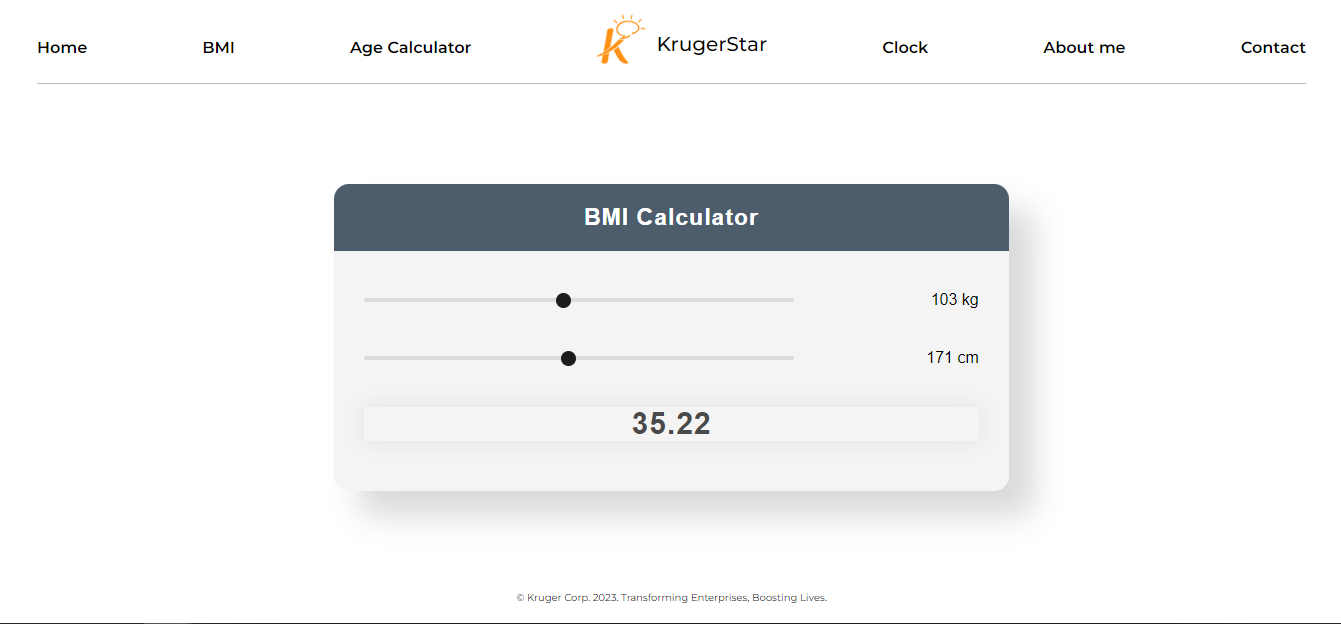 Home BMI Age Calculator KrugerStar Clock About me Contact
BMI Calculator
103 kg
171 cm
35.22
© Kruger Corp. 2023. Transforming Enterprises, Boosting Lives.